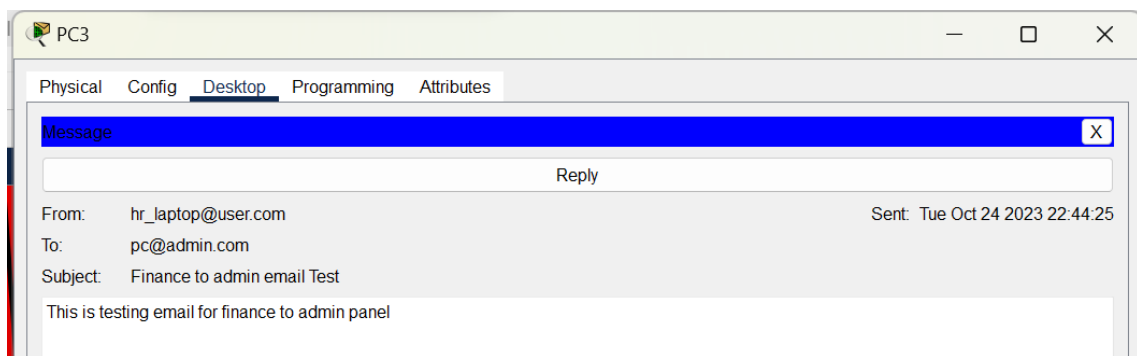 PC3
Physical Config Desktop Programming Attributes
Message X
Reply
From: hr_laptop@user.com Sent: Tue Oct 24 2023 22:44:25
To: pc@admin.com
Subject: Finance to admin email Test
This is testing email for finance to admin panel